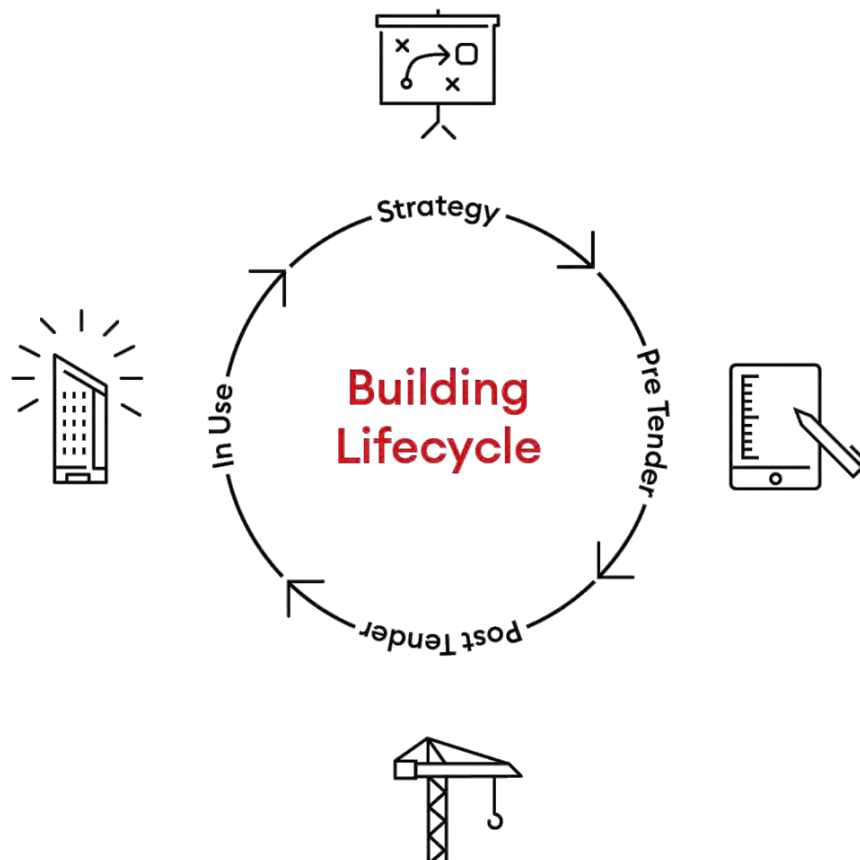 Strategy
Pre Tender
Building
Lifecycle
In Use
Post Tender